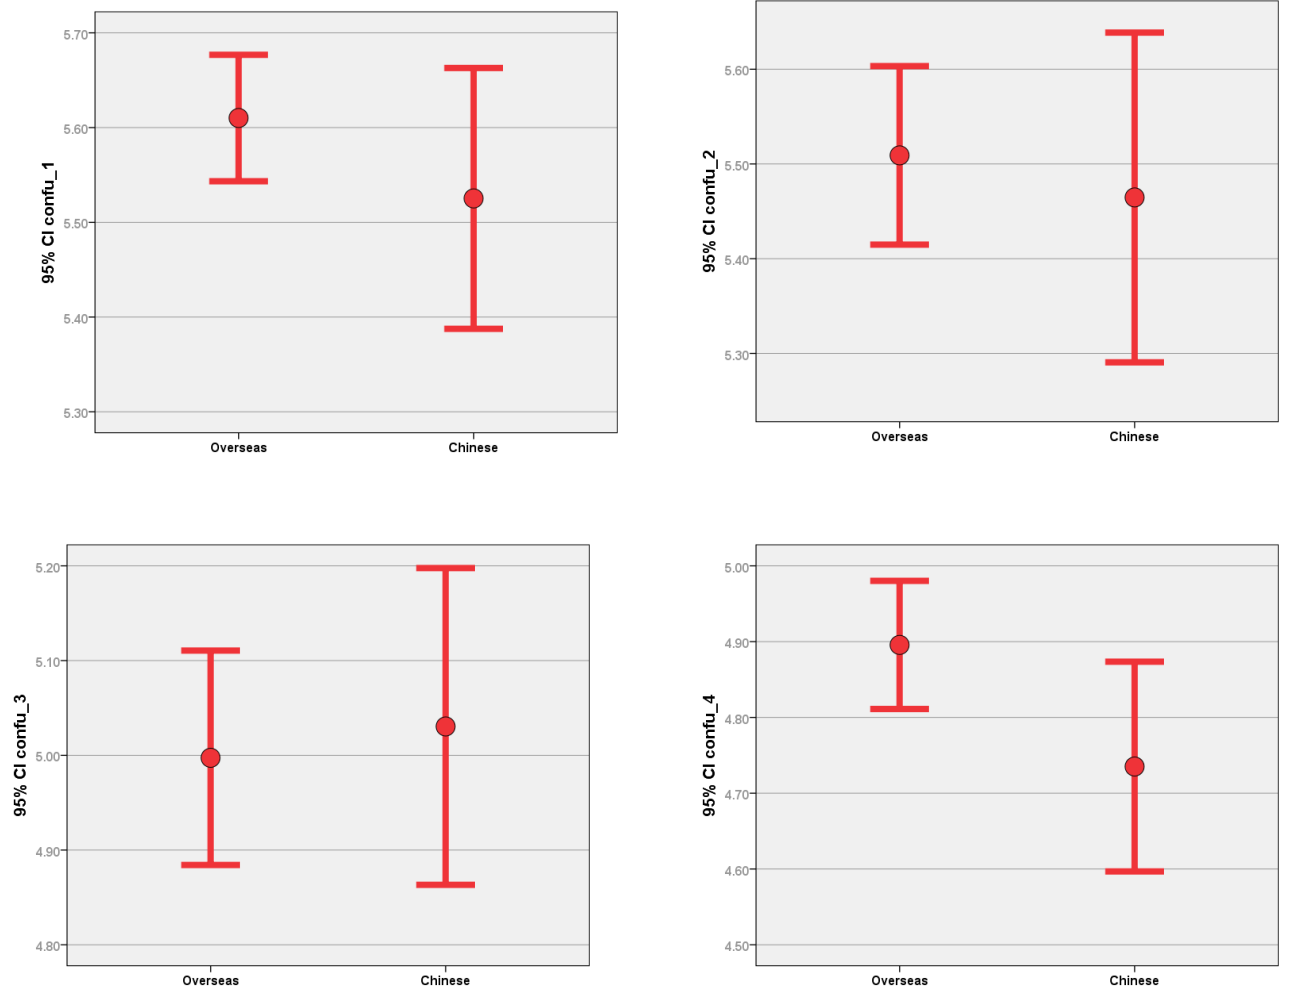 95% CI confu_1
5.70
5.60
5.50
5.40
5.30
Overseas Chinese
95% CI confu_2
5.60
5.50
5.40
5.30
Overseas Chinese
95% CI confu_3
5.20
5.10
5.00
4.90
4.80
Overseas Chinese
95% CI confu_4
5.00
4.90
4.80
4.70
4.60
4.50
Overseas Chinese